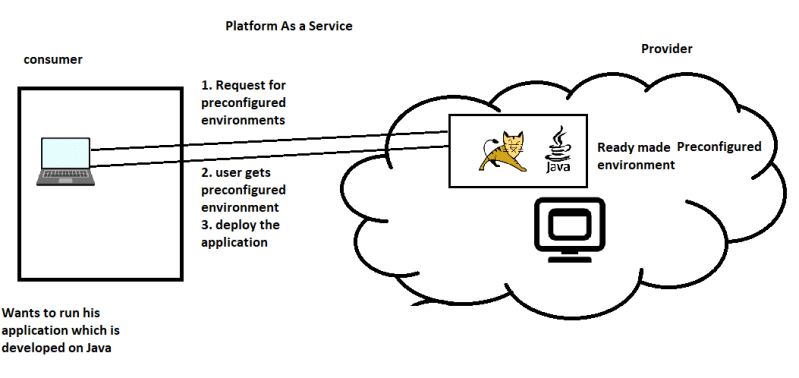 Platform As a Service
Provider
consumer
1. Request for
preconfigured
environments
2. user gets
preconfigured
environment
3. deploy the
application
Java
Ready made Preconfigured
environment
Wants to run his
application which is
developed on Java